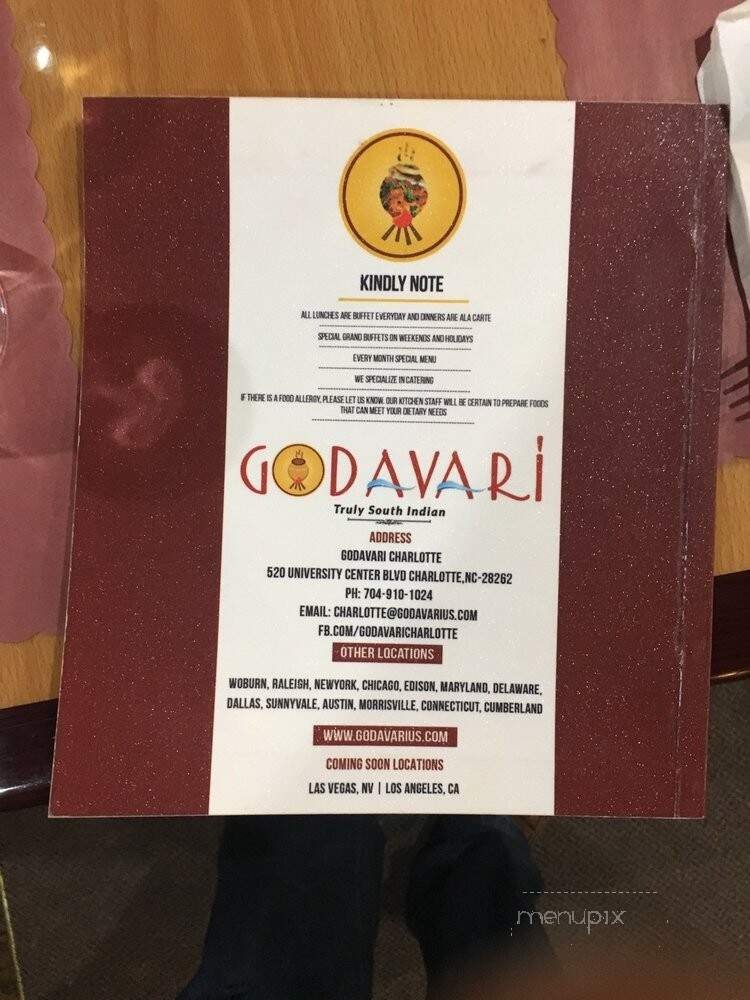 KINDLY NOTE
ALL LUNCHES ARE BUFFET EVERYDAY AND DINNERS ARE ALA CARTE
SPECIAL GRAND BUFFETS ON WEEKENDS AND HOLIDAYS
EVERY MONTH SPECIAL MENU
WE SPECIALIZE IN CATERING
IF THERE IS A FOOD ALLERGY, PLEASE LET US KNOW. OUR KITCHEN STAFF WILL BE CERTAIN TO PREPARE FOODS
THAT CAN MEET YOUR DIETARY NEEDS
GODAVARi
Truly South Indian
ADDRESS
GODAVARI CHARLOTTE
520 UNIVERSITY CENTER BLVD CHARLOTTE,NC-28262
PH: 704-910-1024
EMAIL: CHARLOTTE@GODAVARIUS.COM
FB.COM/GODAVARICHARLOTTE
OTHER LOCATIONS
WOBURN, RALEIGH, NEWYORK, CHICAGO, EDISON, MARYLAND, DELAWARE,
DALLAS, SUNNYVALE, AUSTIN, MORRISVILLE, CONNECTICUT, CUMBERLAND
WWW.GODAVARIUS.COM
COMING SOON LOCATIONS
LAS VEGAS, NV | LOS ANGELES, CA
menupix